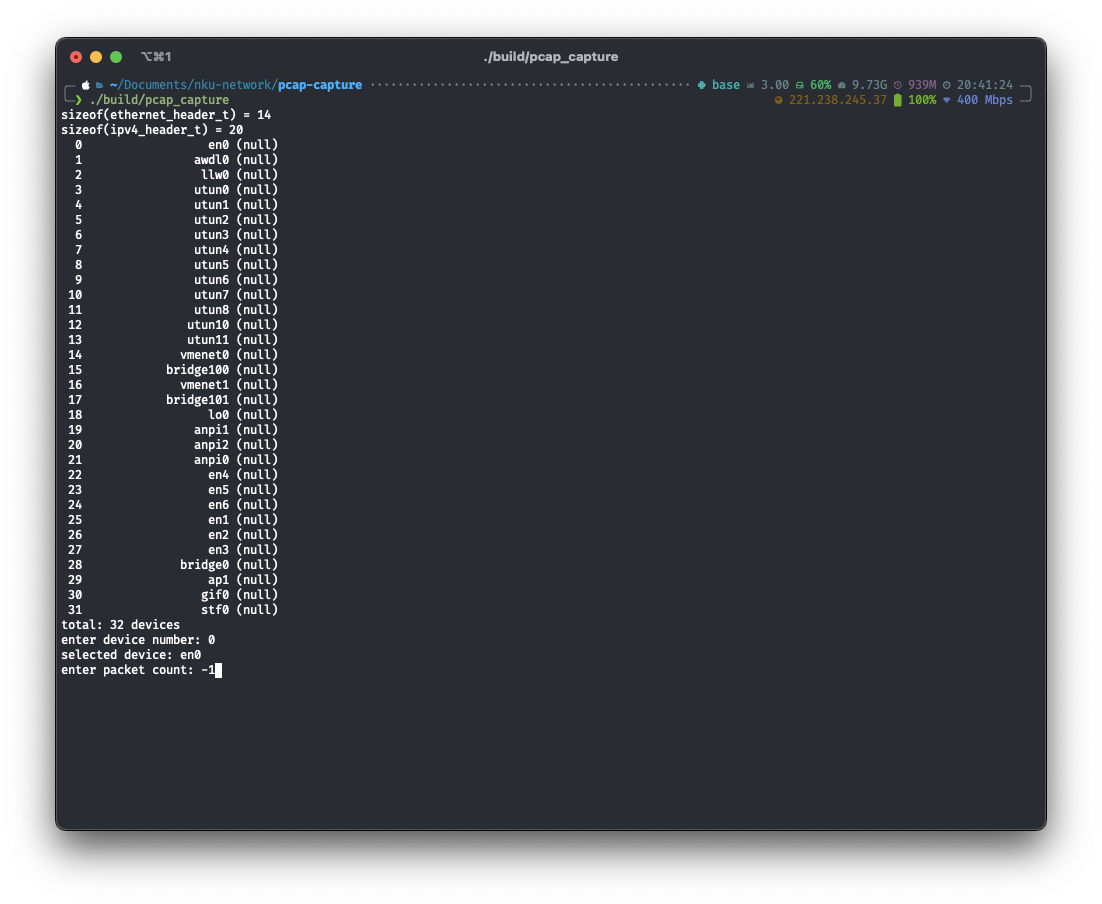 ⌥⌘1 ./build/pcap_capture
~/Documents/nku-network/pcap-capture ················································ base 3.00 60% 9.73G 939M 20:41:24
❯ ./build/pcap_capture 221.238.245.37 100% 400 Mbps
sizeof(ethernet_header_t) = 14
sizeof(ipv4_header_t) = 20
0 en0 (null)
1 awdl0 (null)
2 llw0 (null)
3 utun0 (null)
4 utun1 (null)
5 utun2 (null)
6 utun3 (null)
7 utun4 (null)
8 utun5 (null)
9 utun6 (null)
10 utun7 (null)
11 utun8 (null)
12 utun10 (null)
13 utun11 (null)
14 vmenet0 (null)
15 bridge100 (null)
16 vmenet1 (null)
17 bridge101 (null)
18 lo0 (null)
19 anpi1 (null)
20 anpi2 (null)
21 anpi0 (null)
22 en4 (null)
23 en5 (null)
24 en6 (null)
25 en1 (null)
26 en2 (null)
27 en3 (null)
28 bridge0 (null)
29 ap1 (null)
30 gif0 (null)
31 stf0 (null)
total: 32 devices
enter device number: 0
selected device: en0
enter packet count: -1